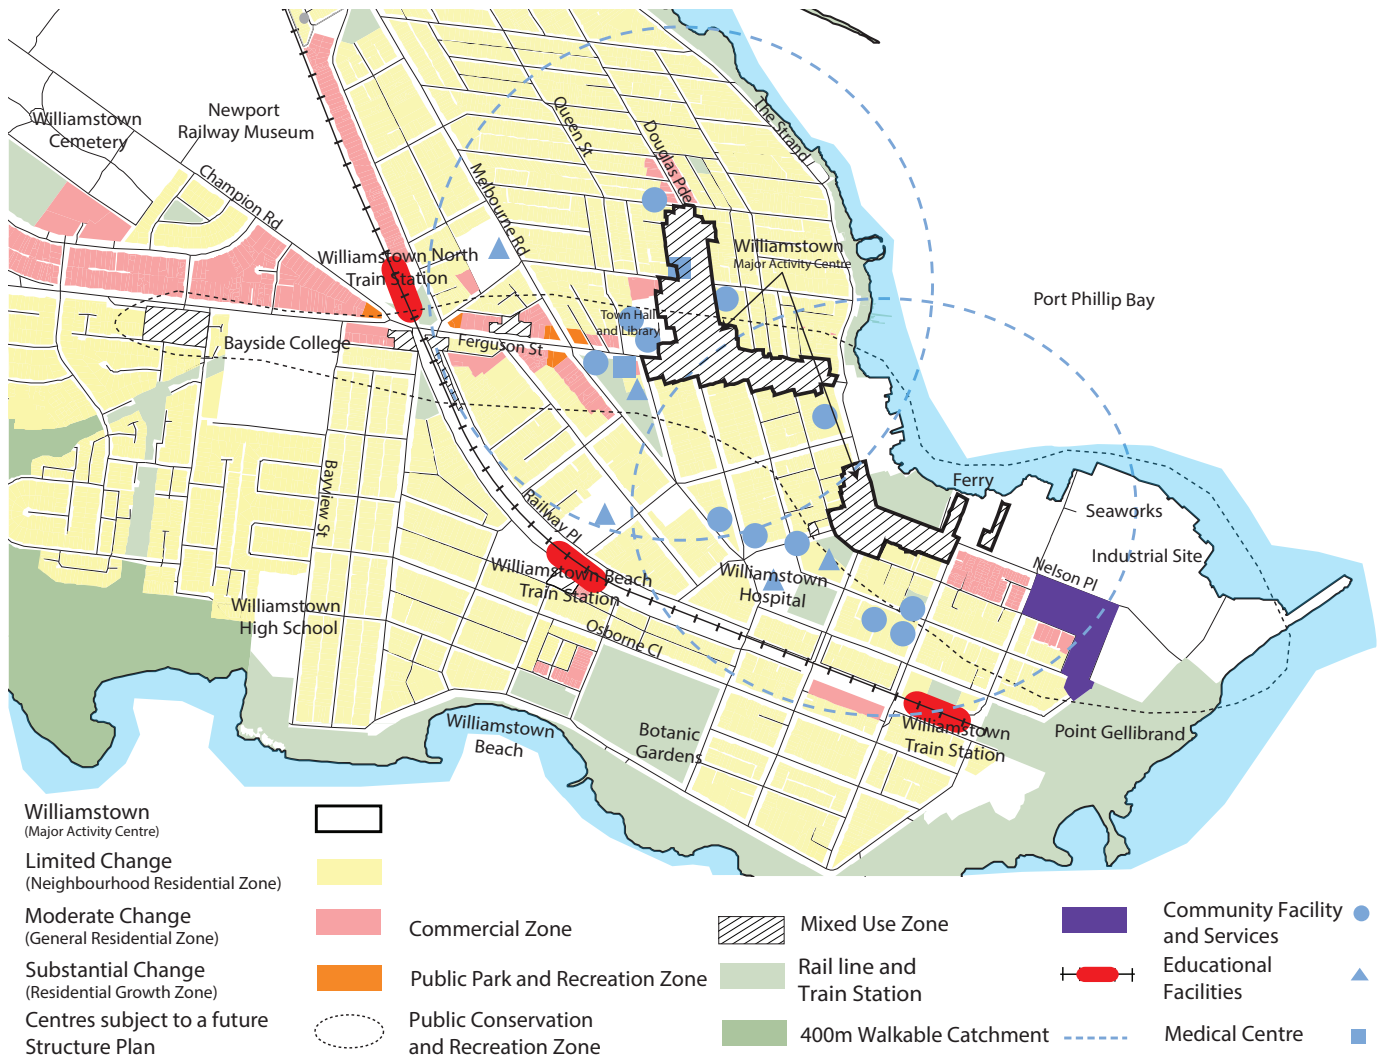 Williamstown
Cemetery
Newport
Railway Museum
Champion Rd
Queen St
Douglas Pde
The Strand
Melbourne Rd
Williamstown North
Train Station
Williamstown
Major Activity Centre
Port Phillip Bay
Town Hall
and Library
Bayside College
Ferguson St
Bayview St
Railway Pl
Ferry
Seaworks
Industrial Site
Nelson Pl
Williamstown Beach
Train Station
Williamstown
Hospital
Williamstown
High School
Osborne Cl
Williamstown
Beach
Botanic
Gardens
Williamstown
Train Station
Point Gellibrand
Williamstown
(Major Activity Centre)
Limited Change
(Neighbourhood Residential Zone)
Moderate Change
(General Residential Zone)
Substantial Change
(Residential Growth Zone)
Centres subject to a future
Structure Plan
Commercial Zone
Public Park and Recreation Zone
Public Conservation
and Recreation Zone
Mixed Use Zone
Rail line and
Train Station
400m Walkable Catchment
Community Facility
and Services
Educational
Facilities
Medical Centre